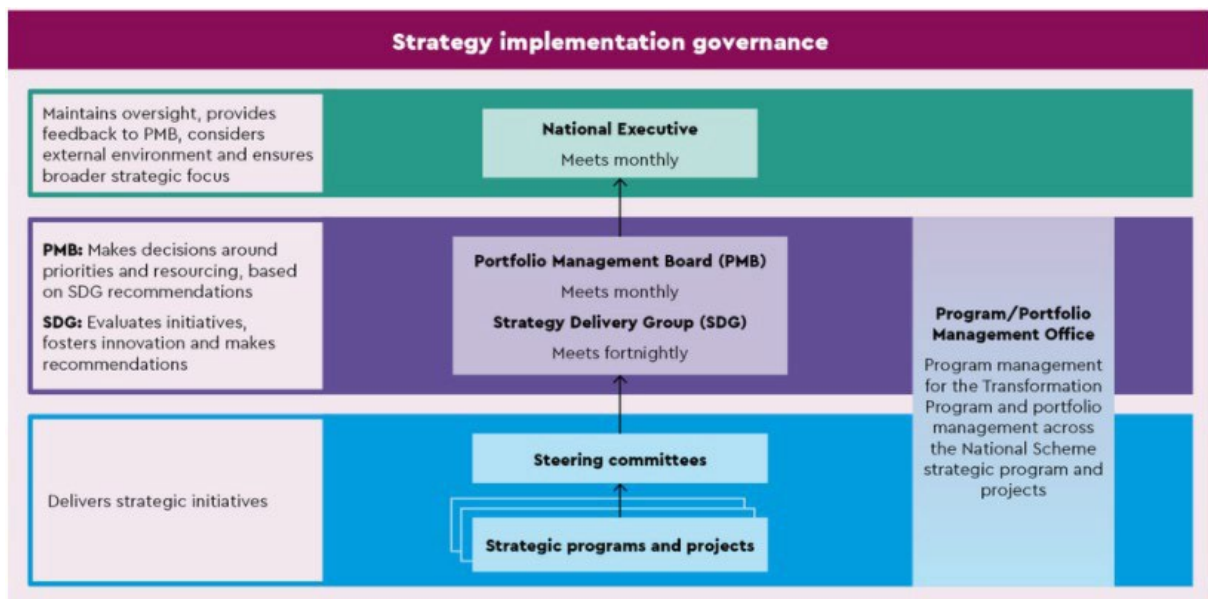 Strategy implementation governance
Maintains oversight, provides
feedback to PMB, considers
external environment and ensures
broader strategic focus
National Executive
Meets monthly
PMB: Makes decisions around
priorities and resourcing, based
on SDG recommendations
SDG: Evaluates initiatives,
fosters innovation and makes
recommendations
Portfolio Management Board (PMB)
Meets monthly
Strategy Delivery Group (SDG)
Meets fortnightly
Program/Portfolio
Management Office
Program management
for the Transformation
Program and portfolio
management across
the National Scheme
strategic program and
projects
Delivers strategic initiatives
Steering committees
Strategic programs and projects